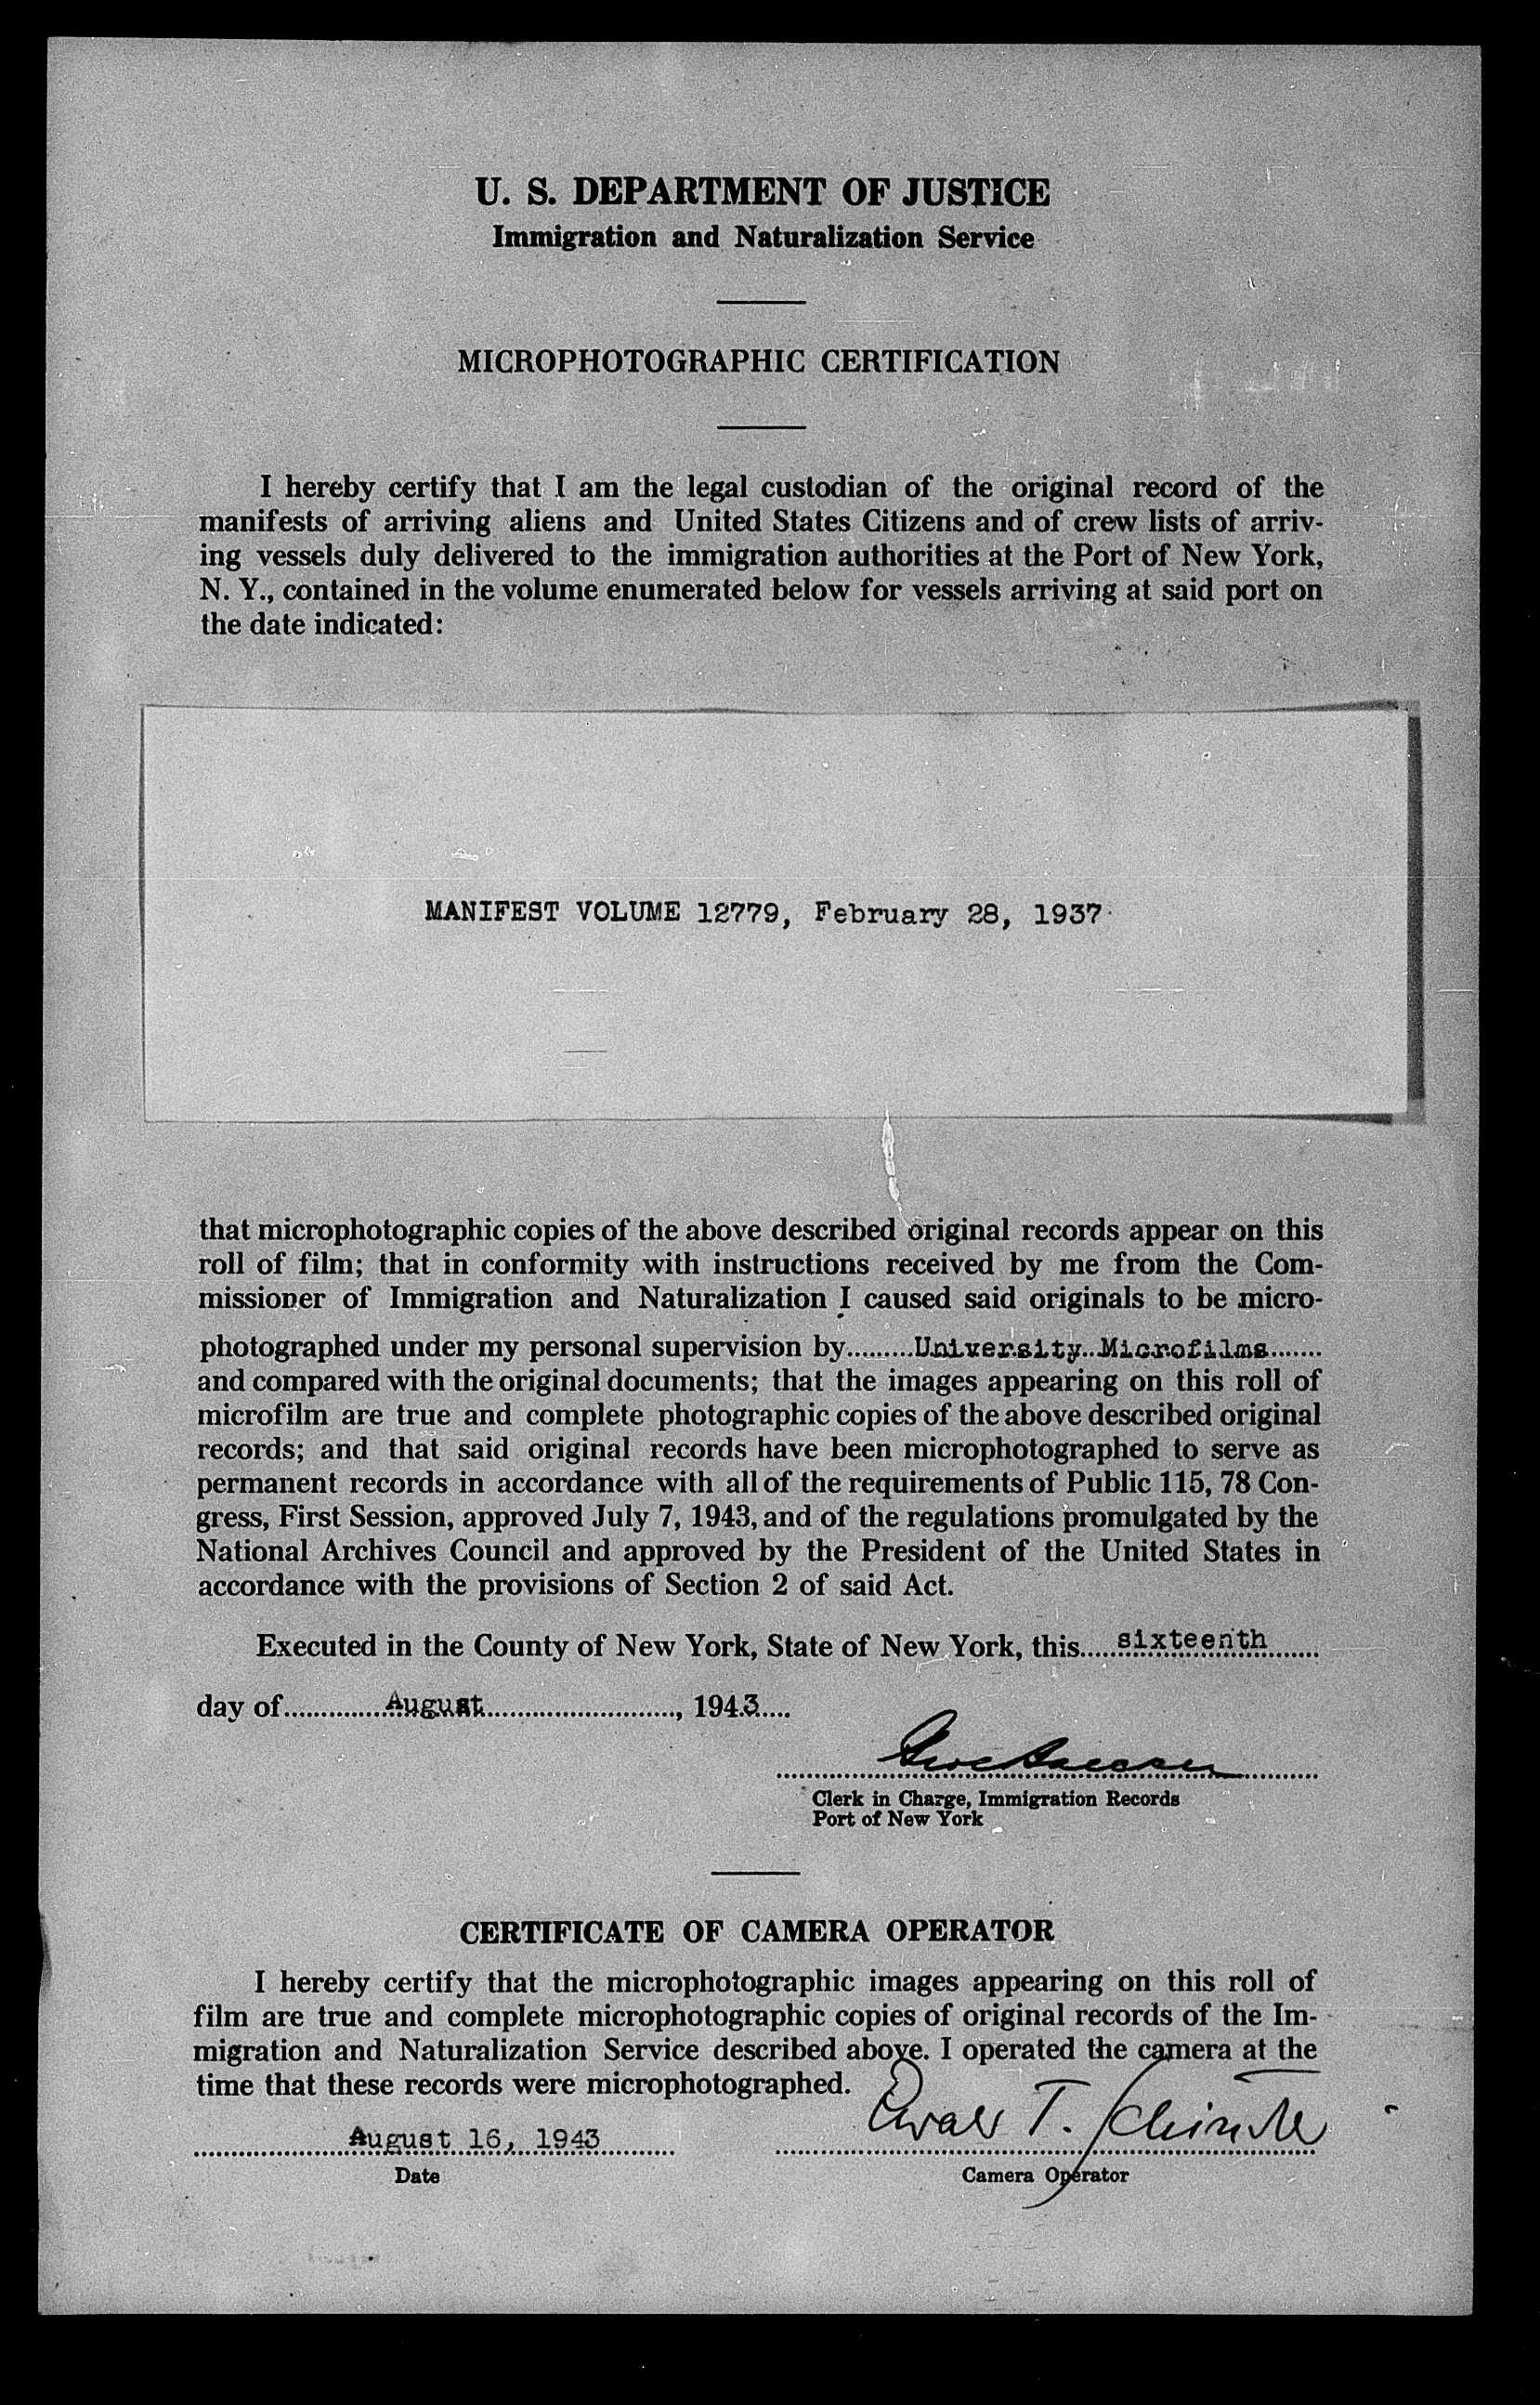 U. S. DEPARTMENT OF JUSTICE
Immigration and Naturalization Service
MICROPHOTOGRAPHIC CERTIFICATION
I hereby certify that I am the legal custodian of the original record of the
manifests of arriving aliens and United States Citizens and of crew lists of arriv-
ing vessels duly delivered to the immigration authorities at the Port of New York,
N. Y., contained in the volume enumerated below for vessels arriving at said port on
the date indicated:
MANIFEST VOLUME 12779, February 28, 1937
that microphotographic copies of the above described original records appear on this
roll of film; that in conformity with instructions received by me from the Com-
missioner of Immigration and Naturalization I caused said originals to be micro-
photographed under my personal supervision by.........University Microfilms.......
and compared with the original documents; that the images appearing on this roll of
microfilm are true and complete photographic copies of the above described original
records; and that said original records have been microphotographed to serve as
permanent records in accordance with all of the requirements of Public 115, 78 Con-
gress, First Session, approved July 7, 1943, and of the regulations promulgated by the
National Archives Council and approved by the President of the United States in
accordance with the provisions of Section 2 of said Act.
Executed in the County of New York, State of New York, this.....sixteenth.......
day of..............August.........................., 1943....
Clerk in Charge, Immigration Records
Port of New York
CERTIFICATE OF CAMERA OPERATOR
I hereby certify that the microphotographic images appearing on this roll of
film are true and complete microphotographic copies of original records of the Im-
migration and Naturalization Service described above. I operated the camera at the
time that these records were microphotographed.
August 16, 1943 T.
Date Camera Operator